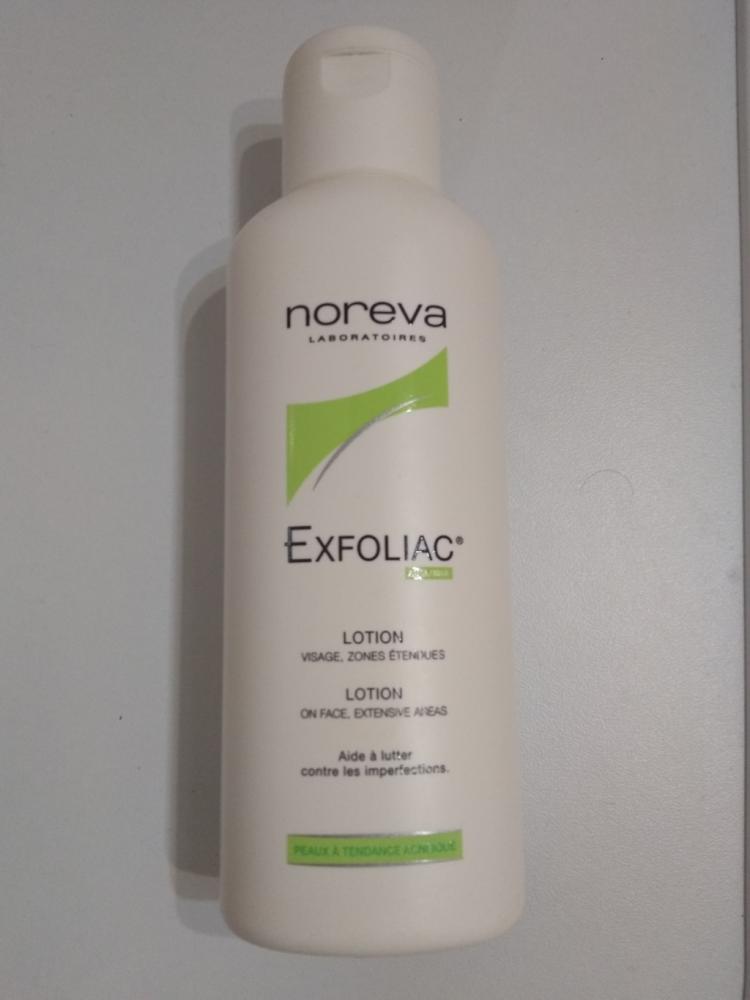 noreva
LABORATOIRES
EXFOLIAC®
LOTION
VISAGE, ZONES ÉTENDUES
LOTION
ON FACE, EXTENSIVE AREAS
Aide à lutter
contre les imperfections.
PEAUX À TENDANCE ACNÉIQUE